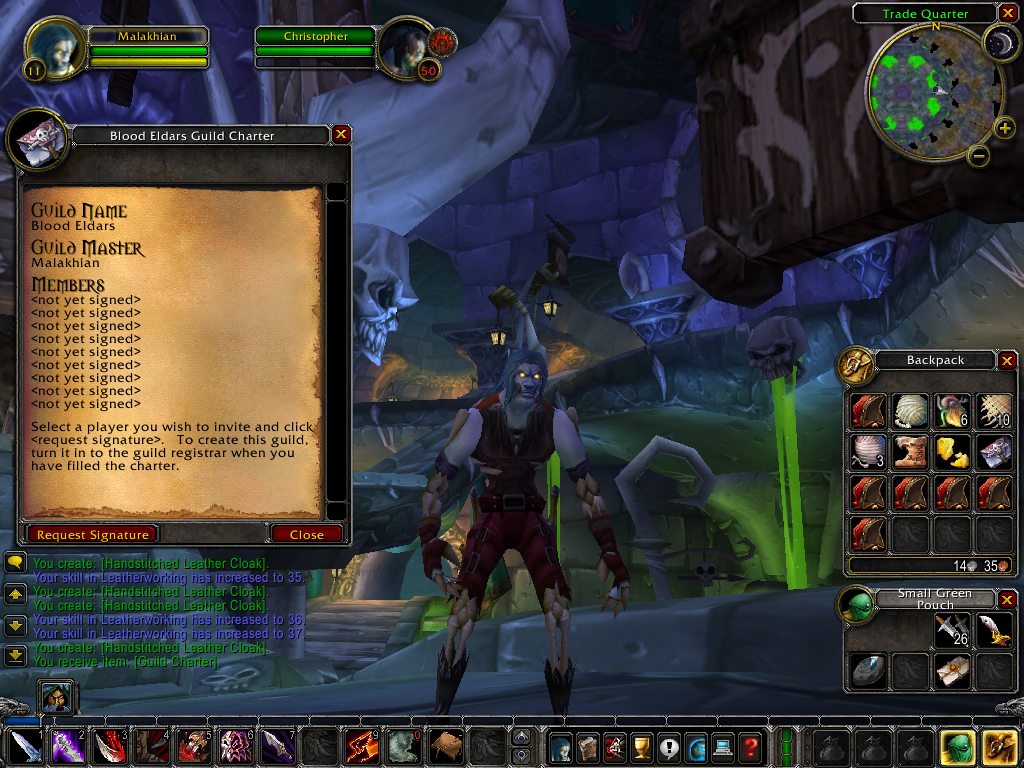 Malakhian
11
Christopher
50
Trade Quarter
N
Blood Eldars Guild Charter
Guild Name
Blood Eldars
Guild Master
Malakhian
Members
<not yet signed>
<not yet signed>
<not yet signed>
<not yet signed>
<not yet signed>
<not yet signed>
<not yet signed>
<not yet signed>
<not yet signed>
Select a player you wish to invite and click
<request signature>. To create this guild,
turn it in to the guild registrar when you
have filled the charter.
Request Signature
Close
Backpack
6
10
3
14 35
Small Green
Pouch
26
You create: [Handstitched Leather Cloak].
Your skill in Leatherworking has increased to 35.
You create: [Handstitched Leather Cloak].
You create: [Handstitched Leather Cloak].
Your skill in Leatherworking has increased to 36.
Your skill in Leatherworking has increased to 37.
You create: [Handstitched Leather Cloak].
You receive item: [Guild Charter].
2 3 5 6 9 0